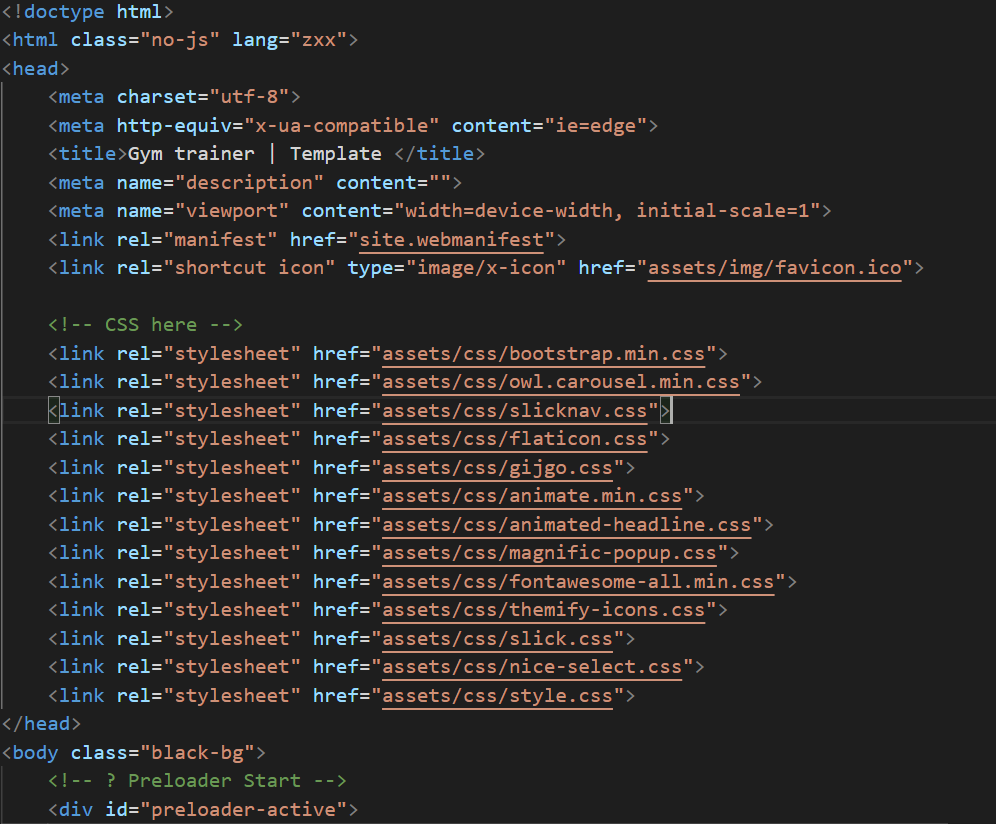 <!doctype html>
<html class="no-js" lang="zxx">
<head>
    <meta charset="utf-8">
    <meta http-equiv="x-ua-compatible" content="ie=edge">
    <title>Gym trainer | Template </title>
    <meta name="description" content="">
    <meta name="viewport" content="width=device-width, initial-scale=1">
    <link rel="manifest" href="site.webmanifest">
    <link rel="shortcut icon" type="image/x-icon" href="assets/img/favicon.ico">

    <!-- CSS here -->
    <link rel="stylesheet" href="assets/css/bootstrap.min.css">
    <link rel="stylesheet" href="assets/css/owl.carousel.min.css">
    <link rel="stylesheet" href="assets/css/slicknav.css">
    <link rel="stylesheet" href="assets/css/flaticon.css">
    <link rel="stylesheet" href="assets/css/gijgo.css">
    <link rel="stylesheet" href="assets/css/animate.min.css">
    <link rel="stylesheet" href="assets/css/animated-headline.css">
    <link rel="stylesheet" href="assets/css/magnific-popup.css">
    <link rel="stylesheet" href="assets/css/fontawesome-all.min.css">
    <link rel="stylesheet" href="assets/css/themify-icons.css">
    <link rel="stylesheet" href="assets/css/slick.css">
    <link rel="stylesheet" href="assets/css/nice-select.css">
    <link rel="stylesheet" href="assets/css/style.css">
</head>
<body class="black-bg">
    <!-- ? Preloader Start -->
    <div id="preloader-active">